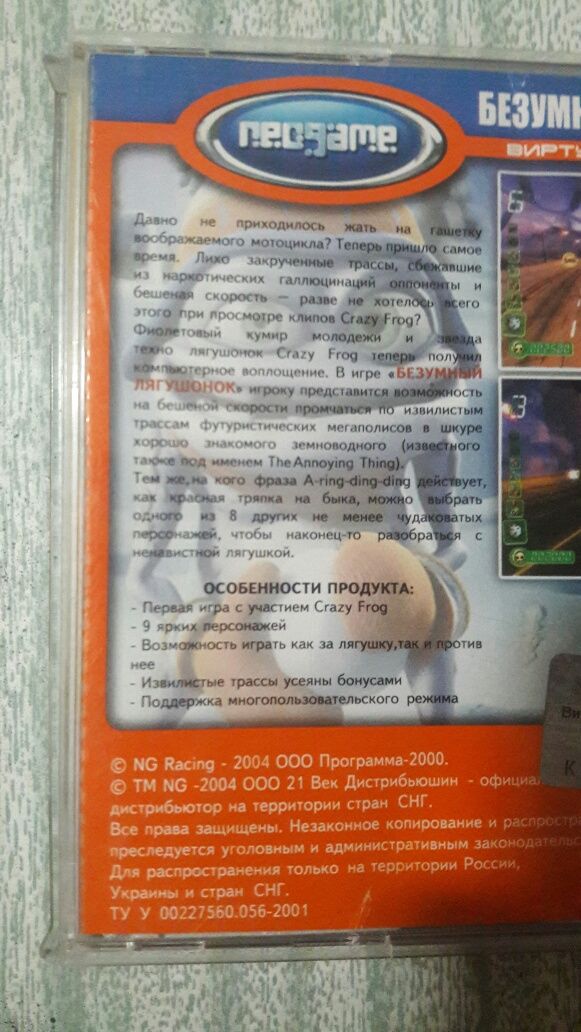 neogame
БЕЗУМН
ВИРТУ
Давно не приходилось жать на гашетку
воображаемого мотоцикла? Теперь пришло самое
время. Лихо закрученные трассы, сбежавшие
из наркотических галлюцинаций оппоненты и
бешеная скорость – разве не хотелось всего
этого при просмотре клипов Crazy Frog?
Фиолетовый кумир молодежи и звезда
техно лягушонок Crazy Frog теперь получил
компьютерное воплощение. В игре «БЕЗУМНЫЙ
ЛЯГУШОНОК» игроку представится возможность
на бешеной скорости промчаться по извилистым
трассам футуристических мегаполисов в шкуре
хорошо знакомого земноводного (известного
также под именем The Annoying Thing).
Тем же, на кого фраза A-ring-ding-ding действует,
как красная тряпка на быка, можно выбрать
одного из 8 других не менее чудаковатых
персонажей, чтобы наконец-то разобраться с
ненавистной лягушкой.
ОСОБЕННОСТИ ПРОДУКТА:
- Первая игра с участием Crazy Frog
- 9 ярких персонажей
- Возможность играть как за лягушку,так и против
нее
- Извилистые трассы усеяны бонусами
- Поддержка многопользовательского режима
© NG Racing - 2004 ООО Программа-2000.
© TM NG -2004 ООО 21 Век Дистрибьюшин - официал
дистрибьютор на территории стран СНГ.
Все права защищены. Незаконное копирование и распростра
преследуется уголовным и административным законодательс
Для распространения только на территории России,
Украины и стран СНГ.
ТУ У 00227560.056-2001